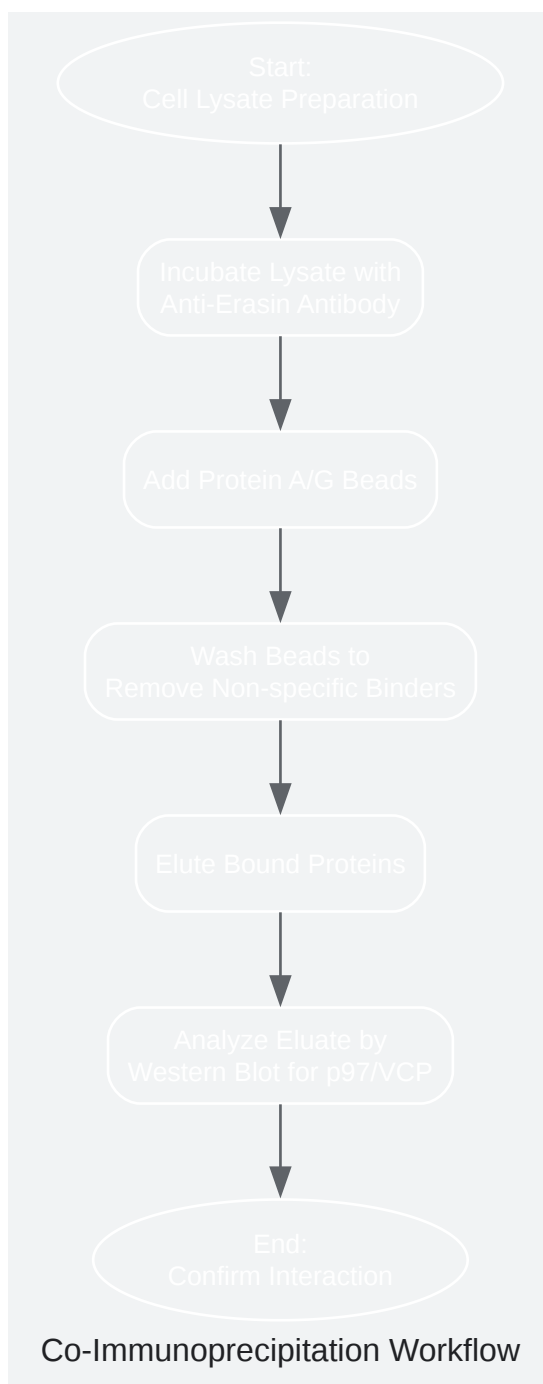 Start:
Cell Lysate Preparation
Incubate Lysate with
Anti-Erasin Antibody
Add Protein A/G Beads
Wash Beads to
Remove Non-specific Binders
Elute Bound Proteins
Analyze Eluate by
Western Blot for p97/VCP
End:
Confirm Interaction
Co-Immunoprecipitation Workflow